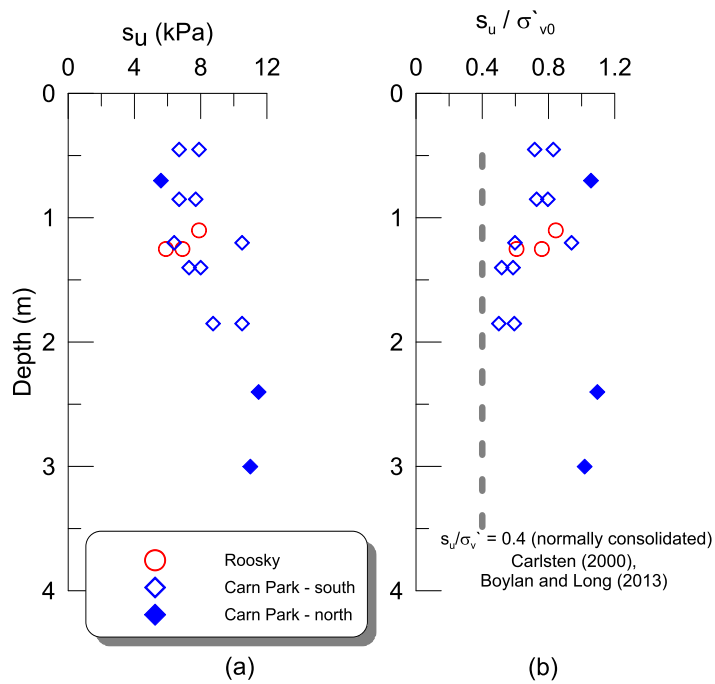 su (kPa)
0 4 8 12
su / σ`v0
0 0.4 0.8 1.2
0
1
2
3
4
Depth (m)
0
1
2
3
4
su/σv` = 0.4 (normally consolidated)
Carlsten (2000),
Boylan and Long (2013)
Roosky
Carn Park - south
Carn Park - north
(a)
(b)